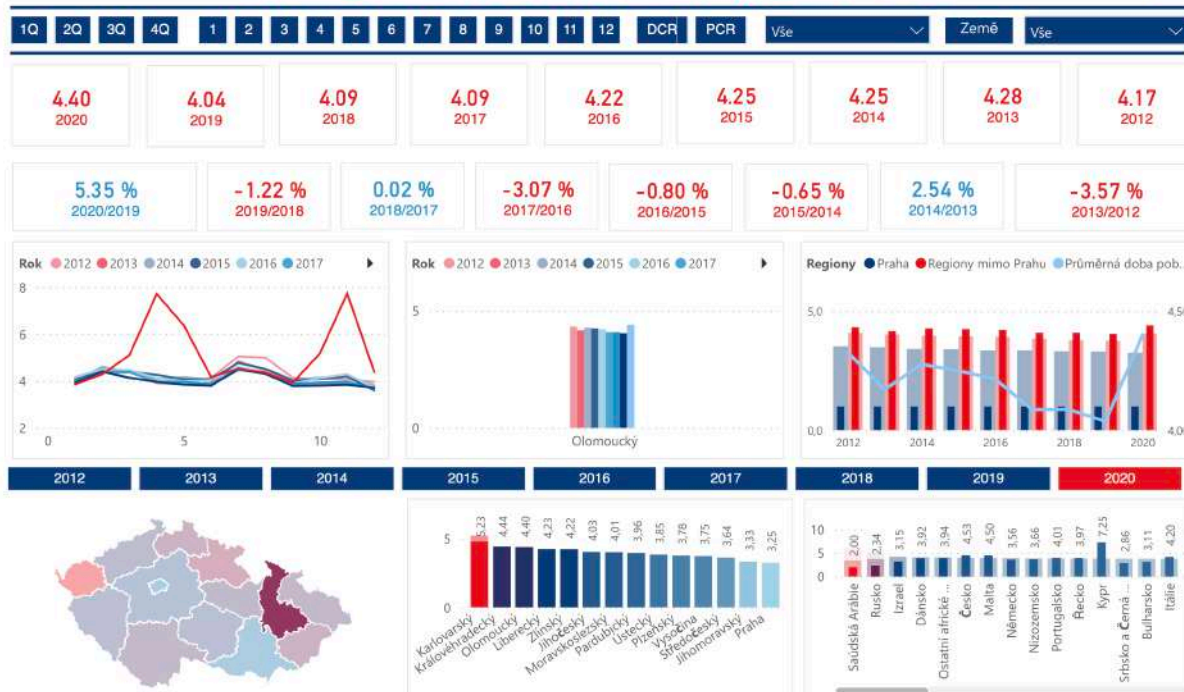 1Q 2Q 3Q 4Q 1 2 3 4 5 6 7 8 9 10 11 12 DCR PCR Vše Země Vše
4.40 4.04 4.09 4.09 4.22 4.25 4.25 4.28 4.17
2020 2019 2018 2017 2016 2015 2014 2013 2012
5.35 % -1.22 % 0.02 % -3.07 % -0.80 % -0.65 % 2.54 % -3.57 %
2020/2019 2019/2018 2018/2017 2017/2016 2016/2015 2015/2014 2014/2013 2013/2012
Rok 2012 2013 2014 2015 2016 2017
8
6
4
2
0 5 10
Rok 2012 2013 2014 2015 2016 2017
5
0
Olomoucký
Regiony Praha Regiony mimo Prahu Průměrná doba pob...
5,0 4,50
0,0 4,00
2012 2014 2016 2018 2020
2012 2013 2014 2015 2016 2017 2018 2019 2020
5,23 4,44 4,40 4,23 4,22 4,03 4,01 3,96 3,85 3,78 3,75 3,64 3,33 3,25
5
0
Karlovarský
Královéhradecký
Olomoucký
Liberecký
Zlínský
Jihočeský
Moravskoslezský
Pardubický
Ústecký
Plzeňský
Vysočina
Středočeský
Jihomoravský
Praha
10
5
0
2,00 2,34 3,15 3,92 3,94 4,53 4,50 3,56 3,66 4,01 3,97 7,25 2,86 3,11 4,20
Saúdská Arábie
Rusko
Izrael
Dánsko
Ostatní africké ...
Česko
Malta
Německo
Nizozemsko
Portugalsko
Řecko
Kypr
Srbsko a Černá ...
Bulharsko
Itálie